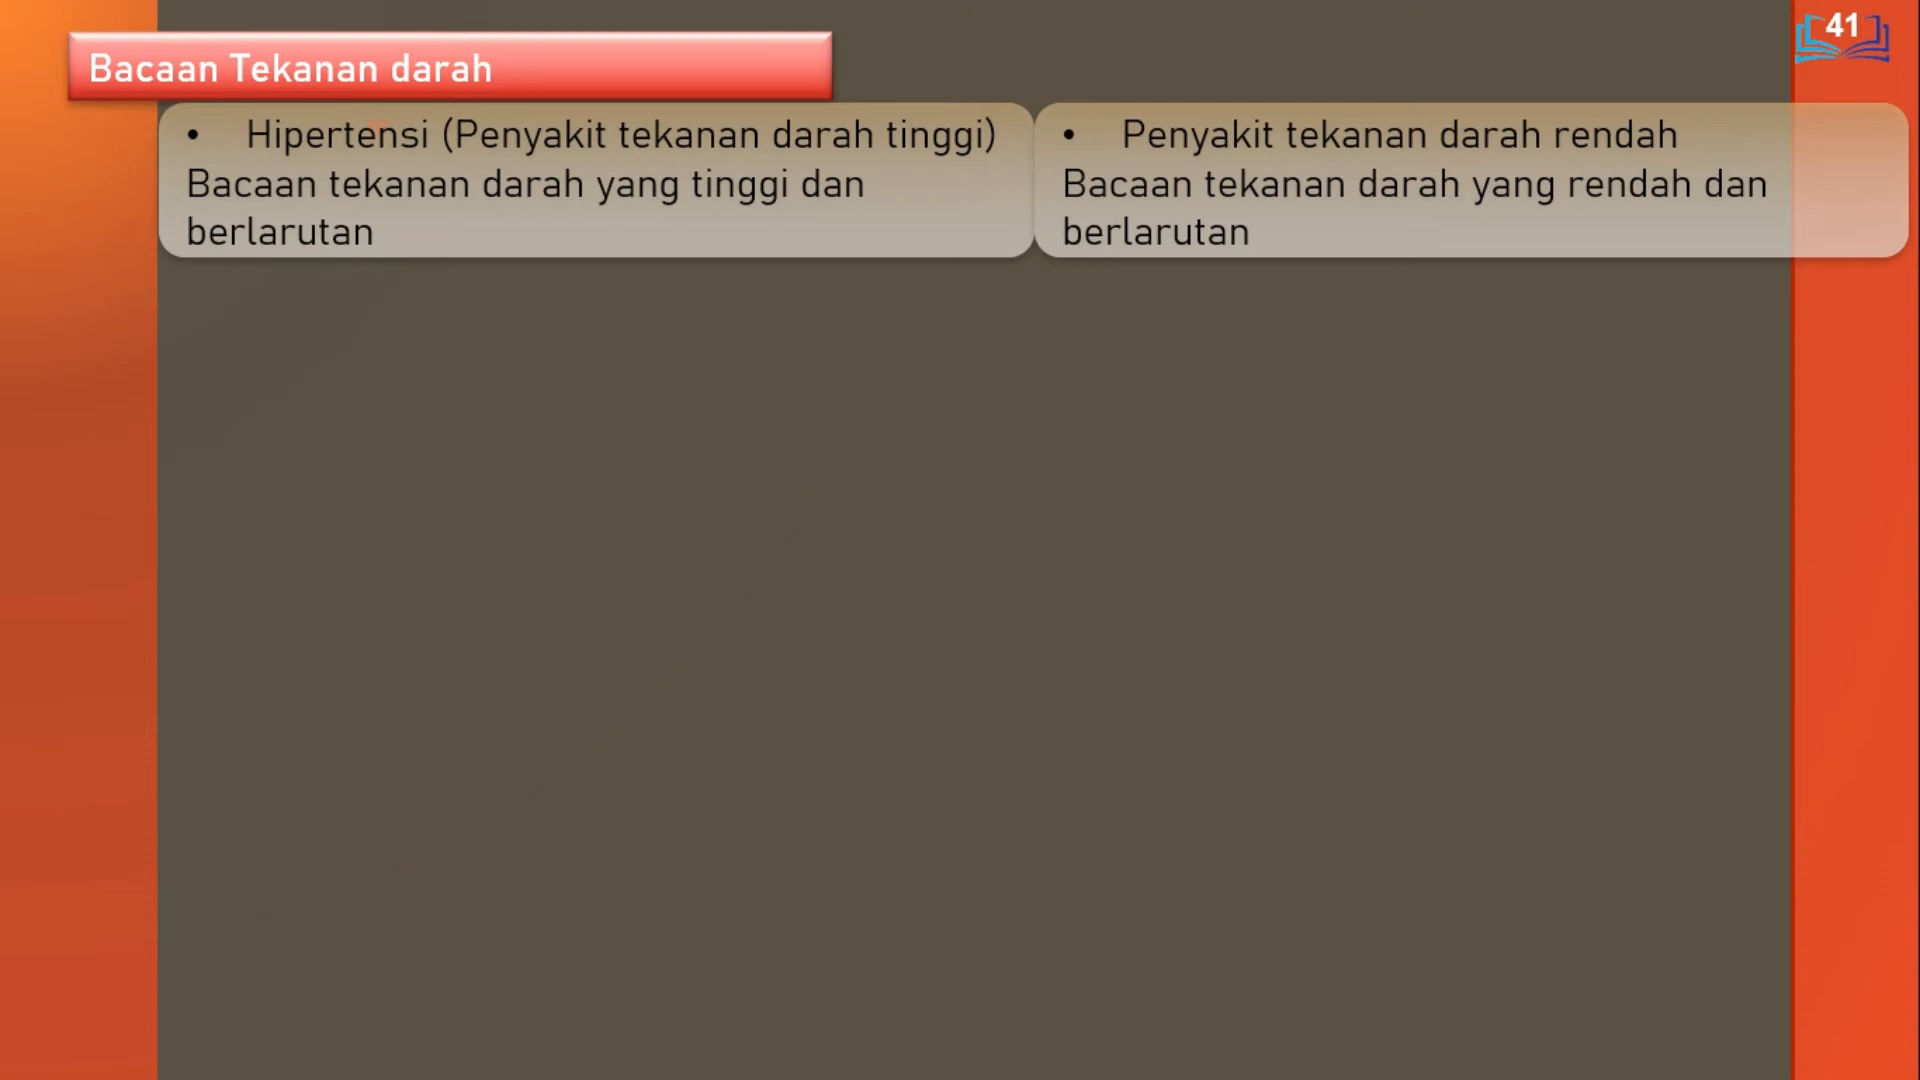 41
Bacaan Tekanan darah
• Hipertensi (Penyakit tekanan darah tinggi)
Bacaan tekanan darah yang tinggi dan
berlarutan
• Penyakit tekanan darah rendah
Bacaan tekanan darah yang rendah dan
berlarutan